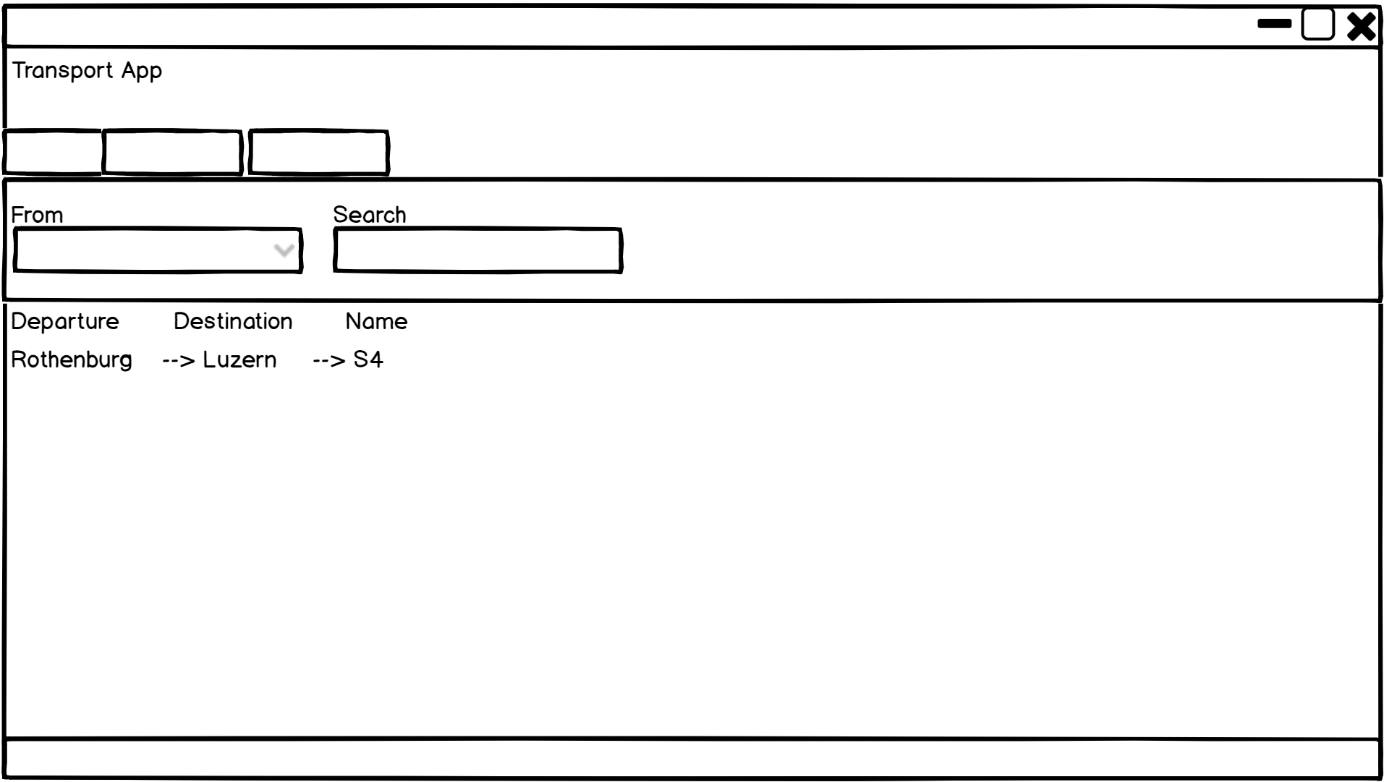 Transport App
From Search
Departure Destination Name
Rothenburg --> Luzern --> S4